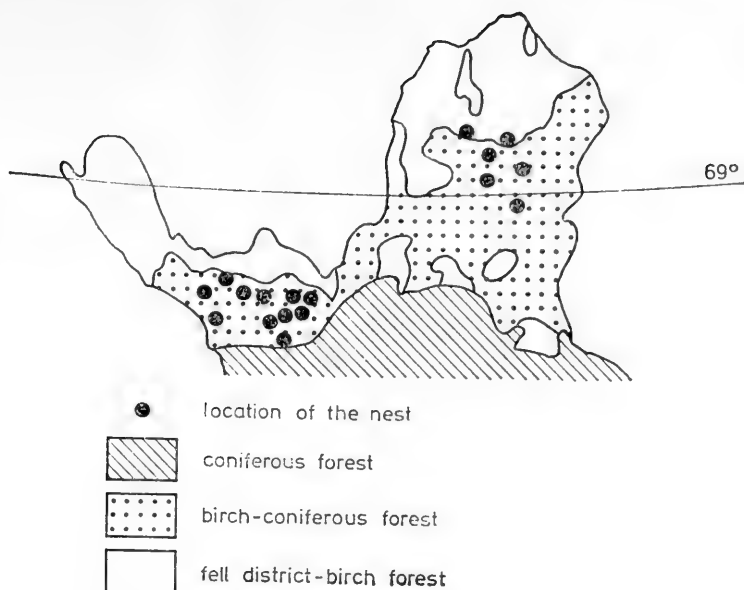 69°
location of the nest
coniferous forest
birch-coniferous forest
fell district-birch forest